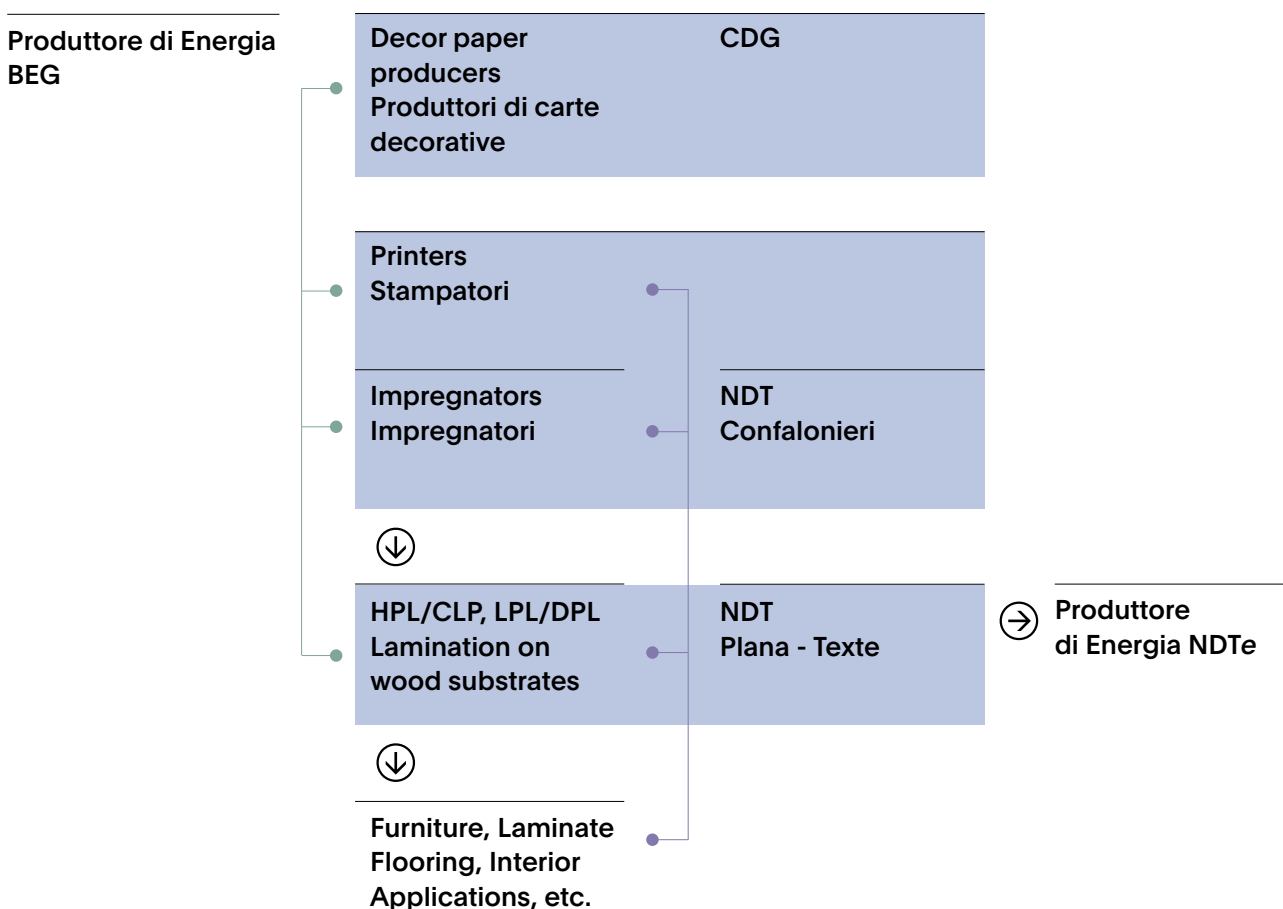 Produttore di Energia
BEG
Decor paper
producers
Produttori di carte
decorative
CDG
Printers
Stampatori
Impregnators
Impregnatori
NDT
Confalonieri
HPL/CLP, LPL/DPL
Lamination on
wood substrates
NDT
Plana - Texte
Produttore
di Energia NDTe
Furniture, Laminate
Flooring, Interior
Applications, etc.